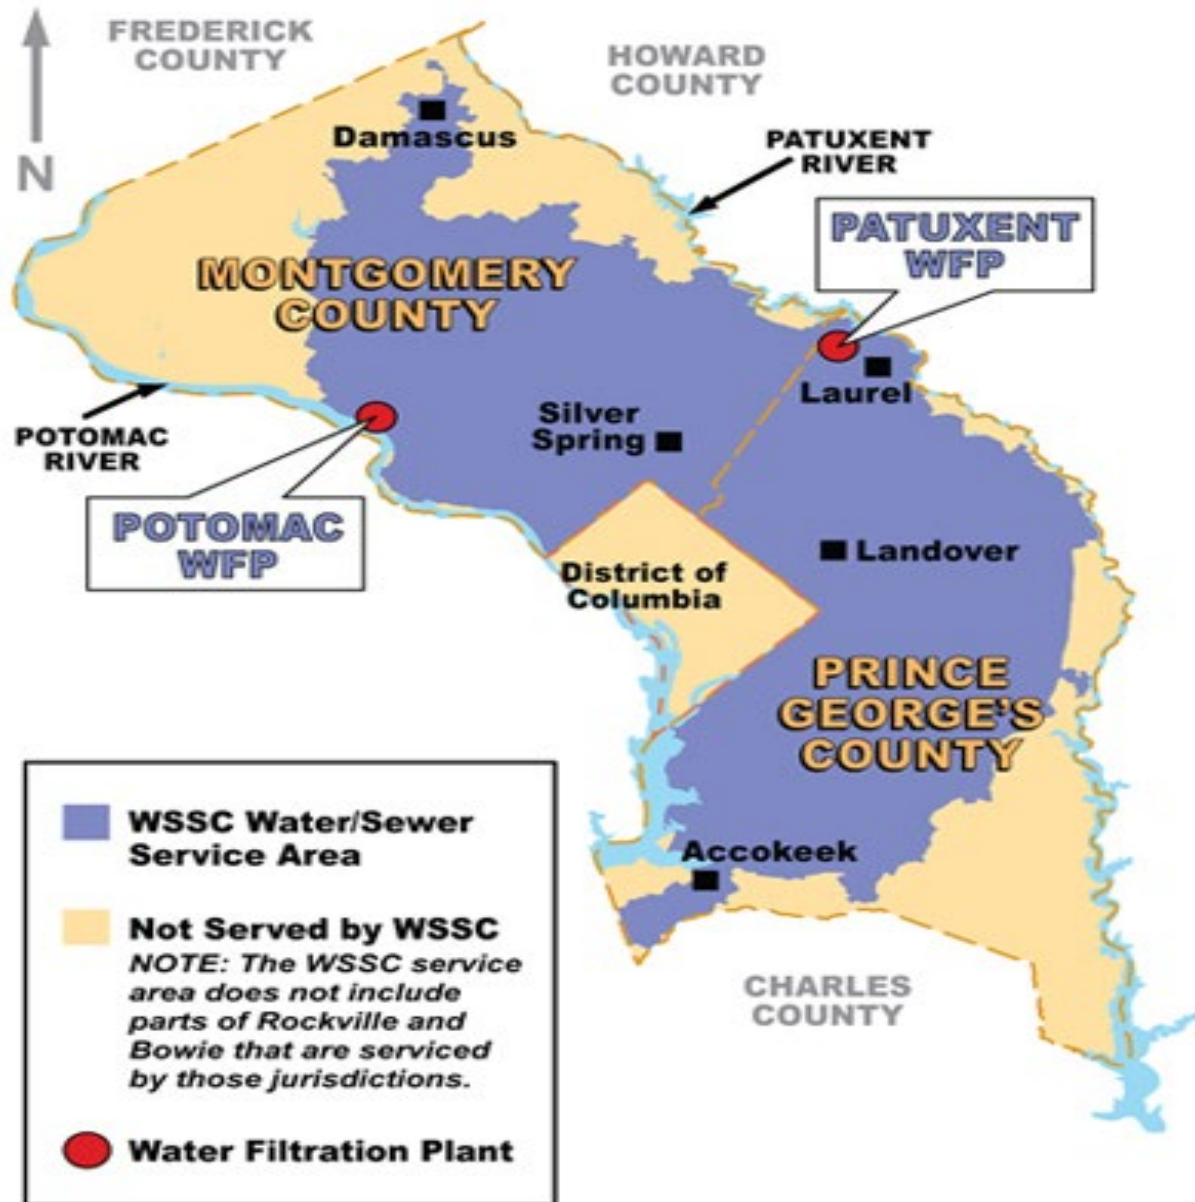 FREDERICK
COUNTY
HOWARD
COUNTY
N
Damascus
PATUXENT
RIVER
PATUXENT
WFP
MONTGOMERY
COUNTY
Laurel
Silver
Spring
POTOMAC
RIVER
POTOMAC
WFP
Landover
District of
Columbia
PRINCE
GEORGE'S
COUNTY
Accokeek
CHARLES
COUNTY
WSSC Water/Sewer
Service Area
Not Served by WSSC
NOTE: The WSSC service
area does not include
parts of Rockville and
Bowie that are serviced
by those jurisdictions.
Water Filtration Plant